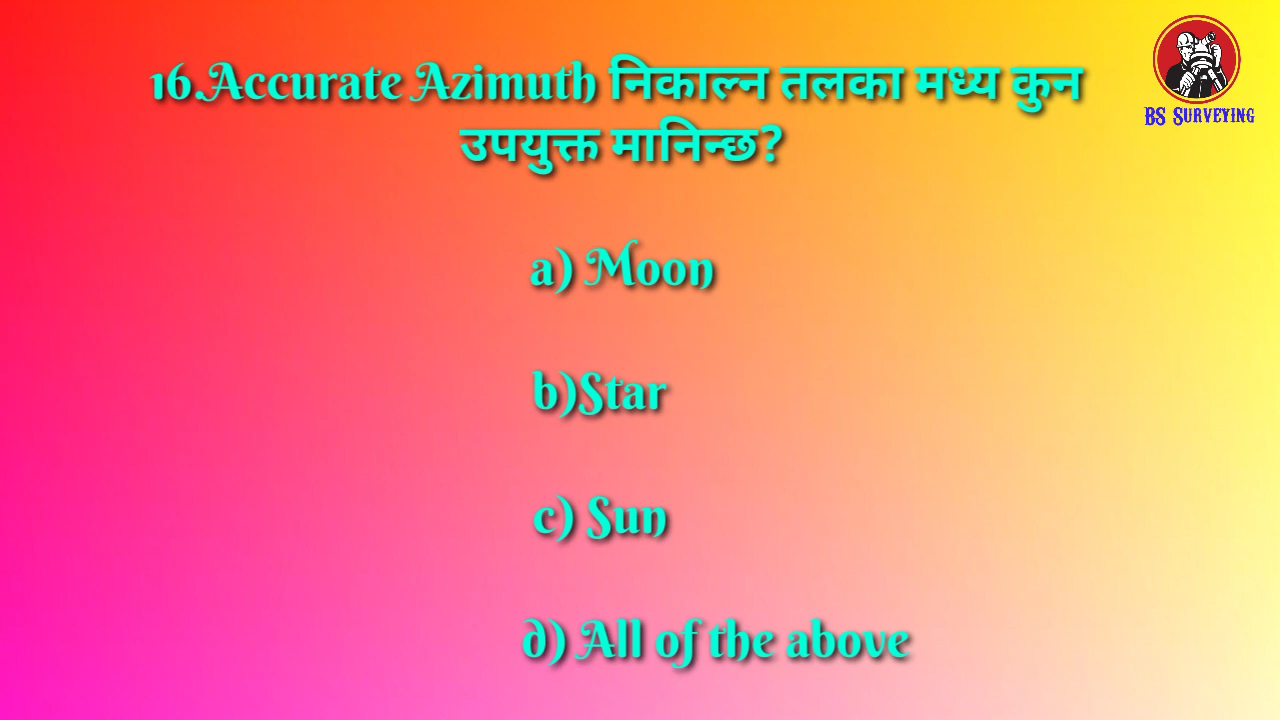 16.Accurate Azimuth निकाल्न तलका मध्य कुन
उपयुक्त मानिन्छ?
BS Surveying
a) Moon
b)Star
c) Sun
d) All of the above